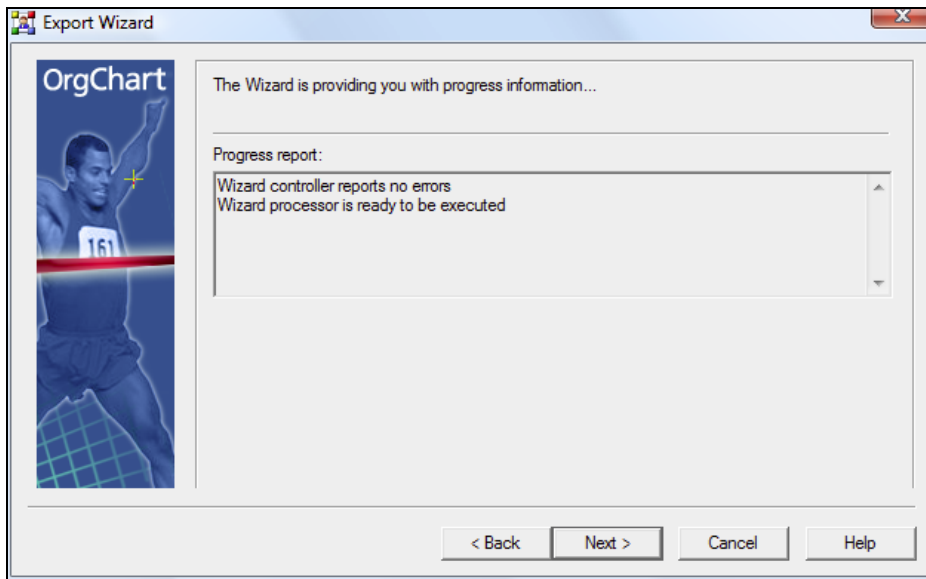 Export Wizard
OrgChart
161
The Wizard is providing you with progress information...
Progress report:
Wizard controller reports no errors
Wizard processor is ready to be executed
< Back
Next >
Cancel
Help